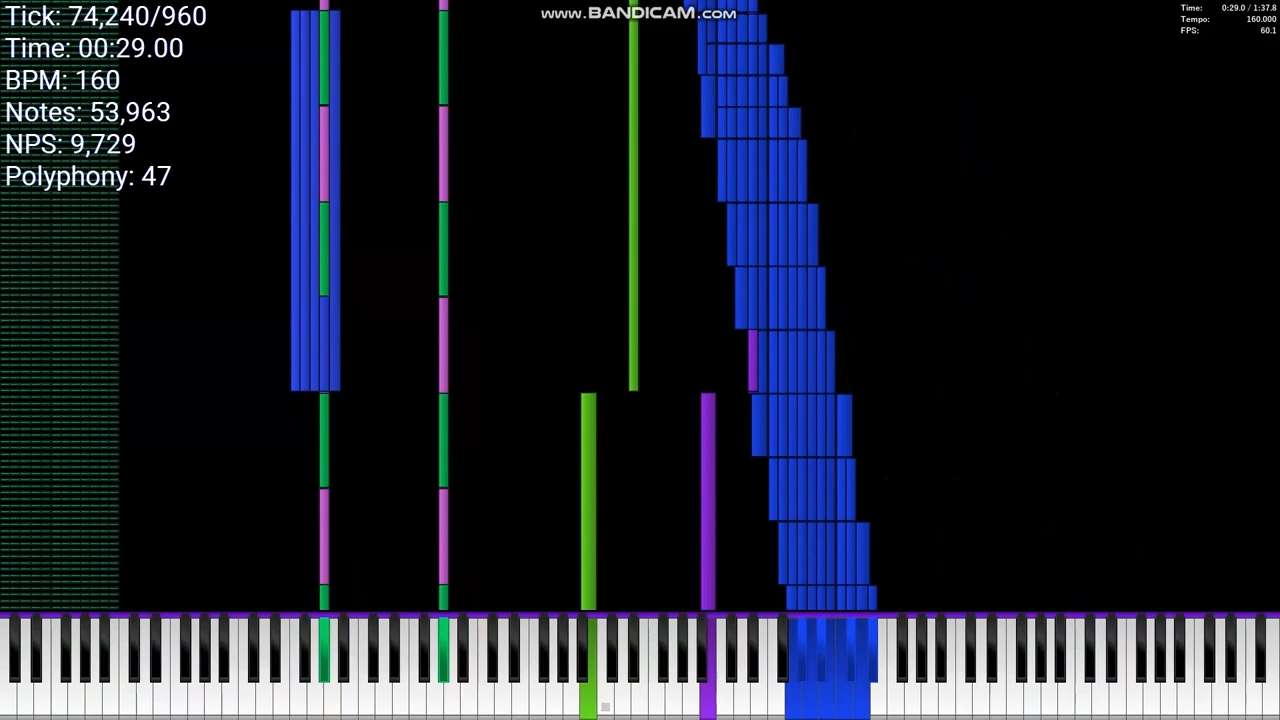 Tick: 74,240/960
Time: 00:29.00
BPM: 160
Notes: 53,963
NPS: 9,729
Polyphony: 47
www.BANDICAM.com
Time: 0:29.0 / 1:37.8
Tempo: 160.000
FPS: 60.1